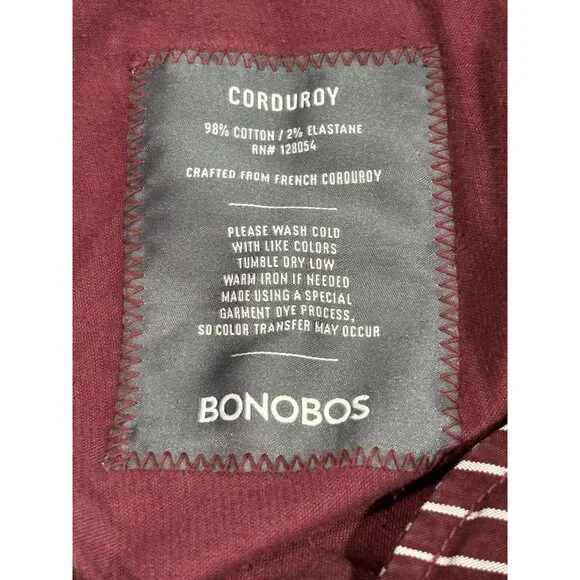 CORDUROY
98% COTTON / 2% ELASTANE
RN# 128054
CRAFTED FROM FRENCH CORDUROY
PLEASE WASH COLD
WITH LIKE COLORS
TUMBLE DRY LOW
WARM IRON IF NEEDED
MADE USING A SPECIAL
GARMENT DYE PROCESS,
SO COLOR TRANSFER MAY OCCUR
BONOBOS